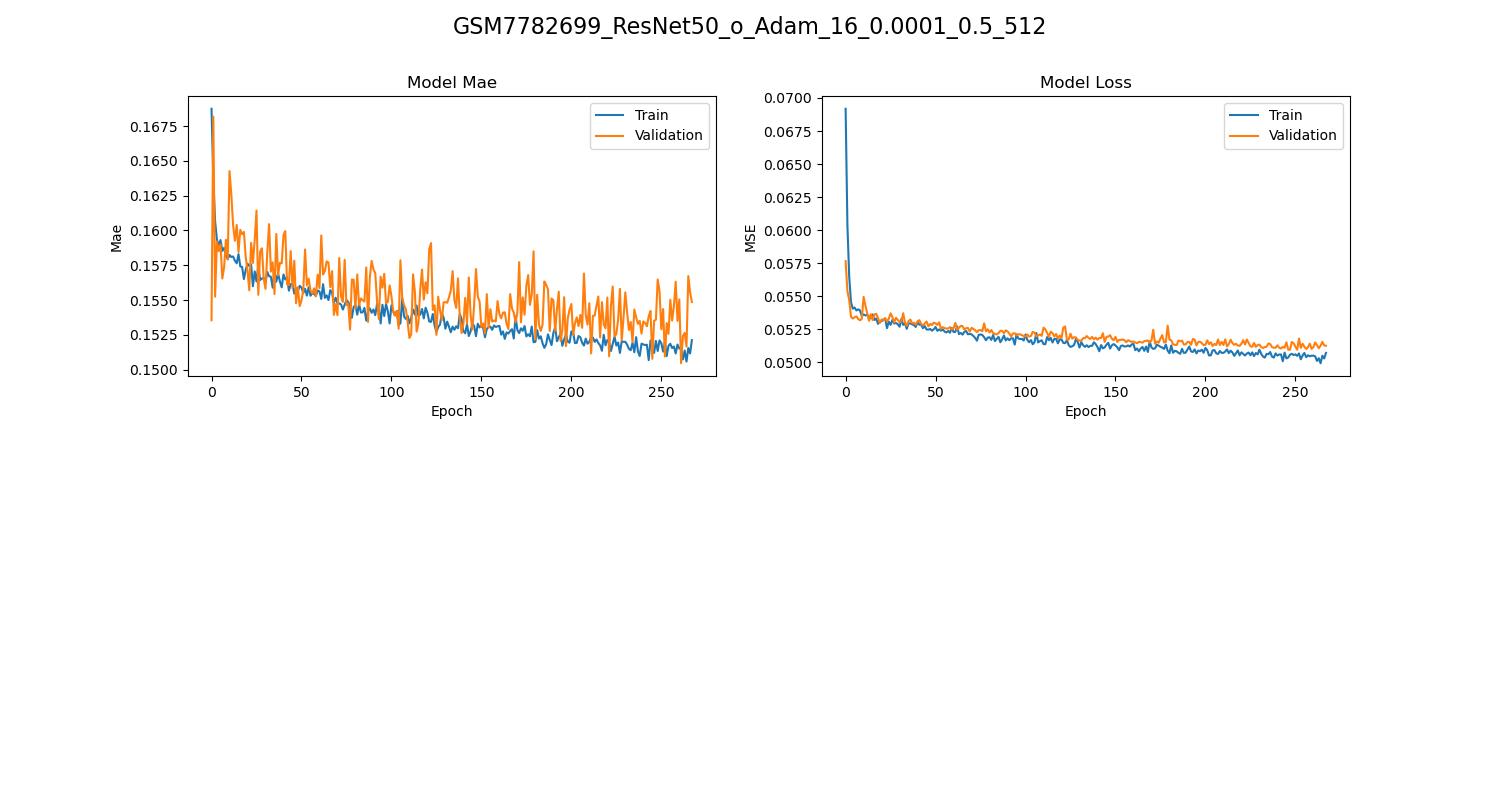 GSM7782699_ResNet50_o_Adam_16_0.0001_0.5_512
Model Mae
Train
Validation
0.1675
0.1650
0.1625
0.1600
0.1575
0.1550
0.1525
0.1500
Mae
0 50 100 150 200 250
Epoch
Model Loss
Train
Validation
0.0700
0.0675
0.0650
0.0625
0.0600
0.0575
0.0550
0.0525
0.0500
MSE
0 50 100 150 200 250
Epoch